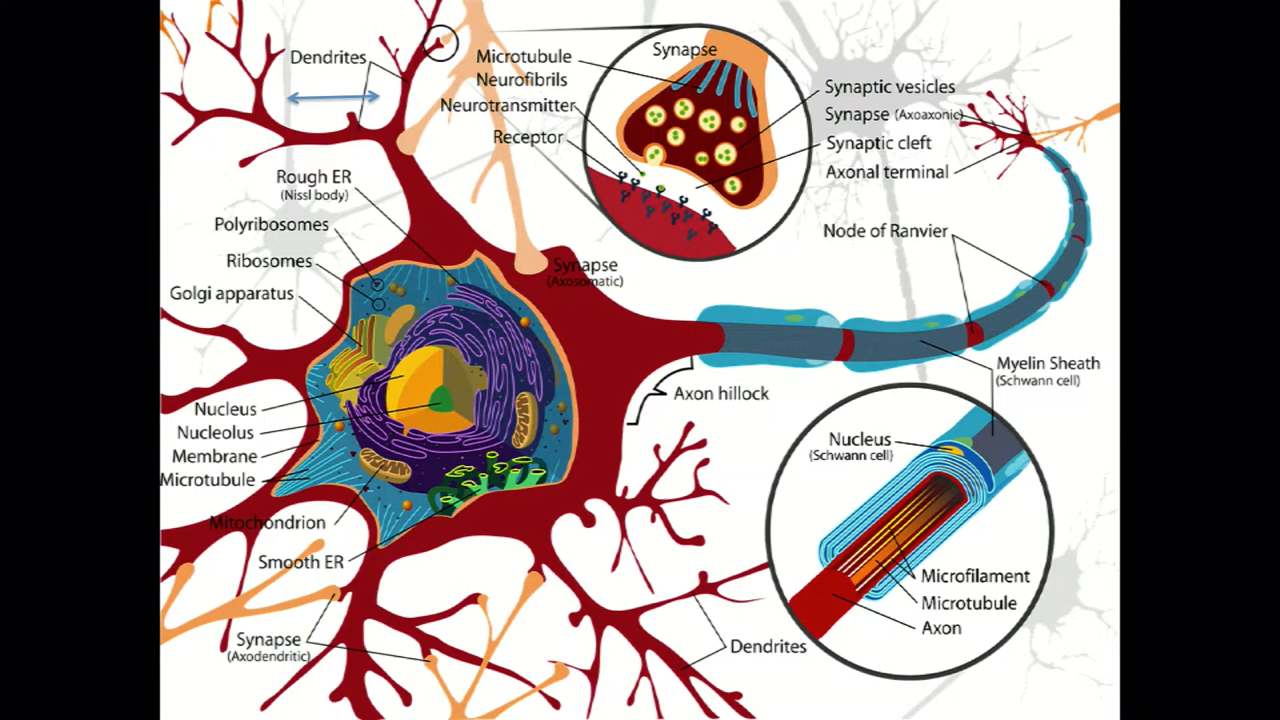 Dendrites
Microtubule
Neurofibrils
Neurotransmitter
Receptor
Synapse
Synaptic vesicles
Synapse (Axoaxonic)
Synaptic cleft
Axonal terminal
Rough ER
(Nissl body)
Polyribosomes
Ribosomes
Golgi apparatus
Synapse
(Axosomatic)
Node of Ranvier
Nucleus
Nucleolus
Membrane
Microtubule
Mitochondrion
Smooth ER
Synapse
(Axodendritic)
Axon hillock
Myelin Sheath
(Schwann cell)
Nucleus
(Schwann cell)
Microfilament
Microtubule
Axon
Dendrites